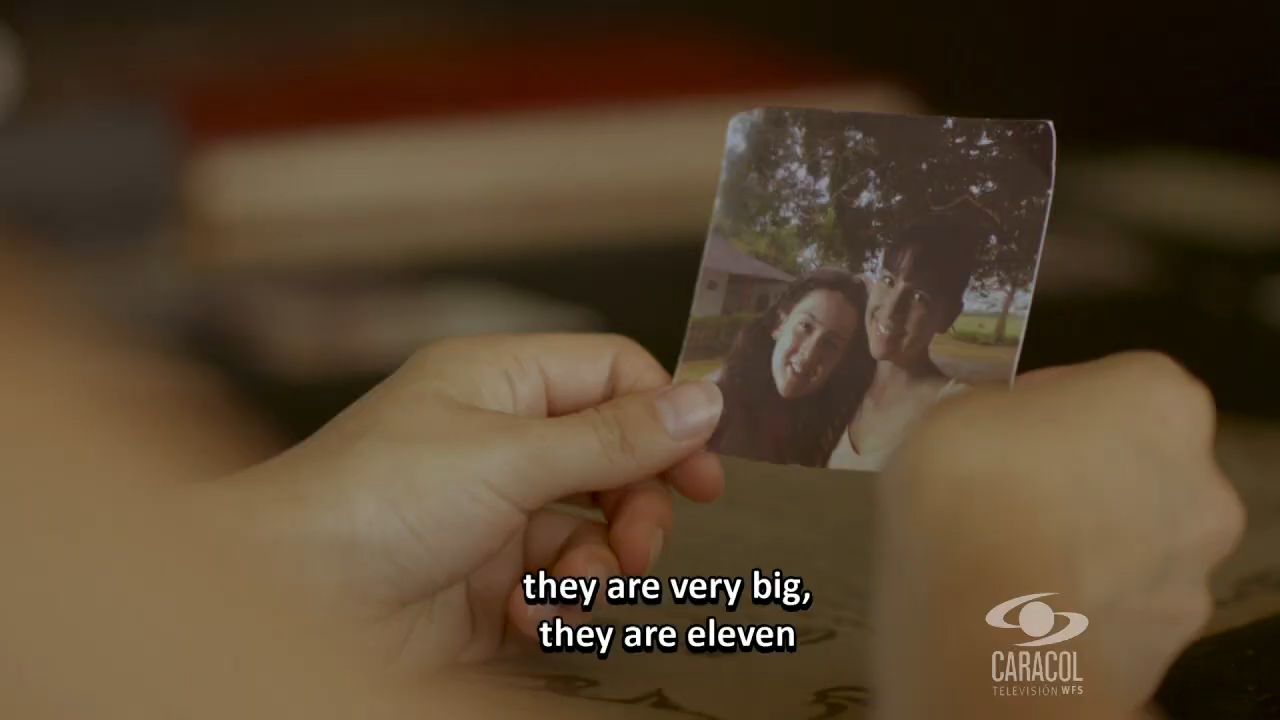 they are very big,
they are eleven
CARACOL
TELEVISIÓN WFS